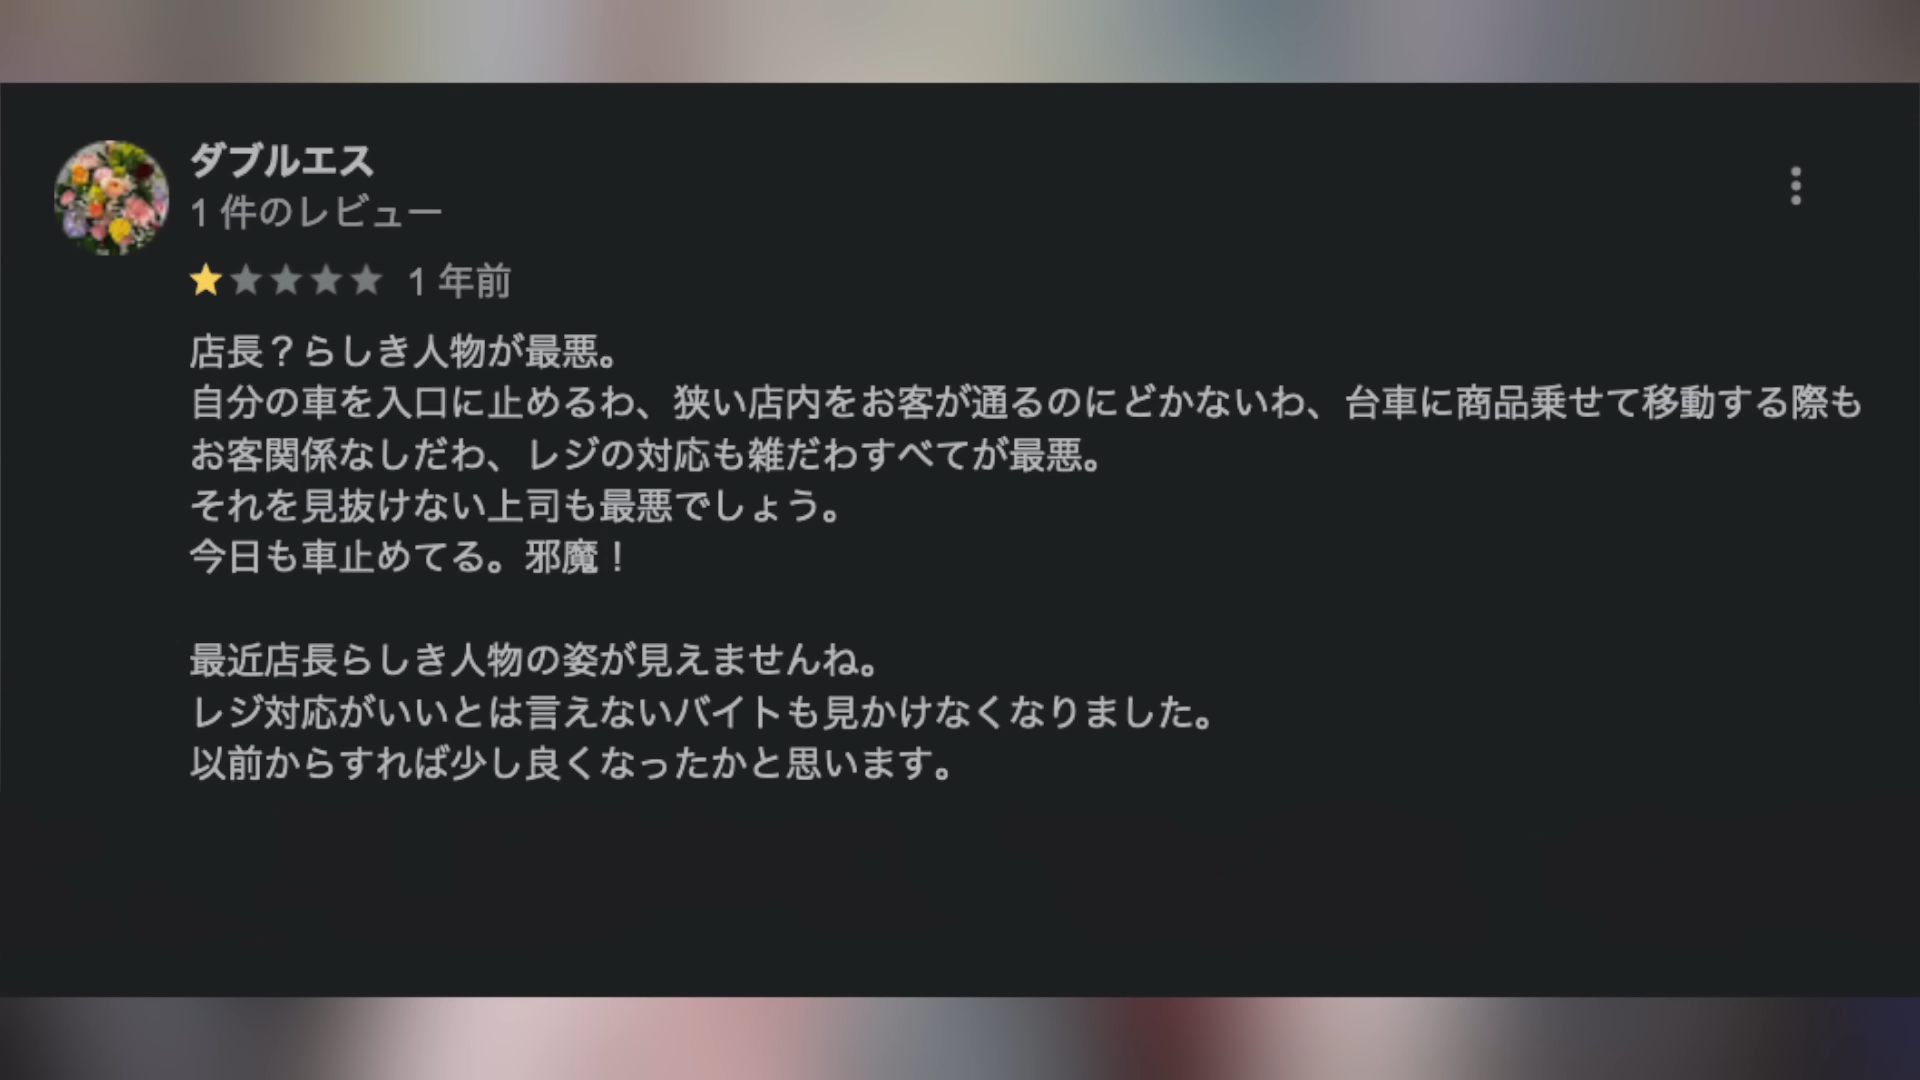 ダブルエス
1 件のレビュー
1 年前
店長？らしき人物が最悪。
自分の車を入口に止めるわ、狭い店内をお客が通るのにどかないわ、台車に商品乗せて移動する際も
お客関係なしだわ、レジの対応も雑だわすべてが最悪。
それを見抜けない上司も最悪でしょう。
今日も車止めてる。邪魔！
最近店長らしき人物の姿が見えませんね。
レジ対応がいいとは言えないバイトも見かけなくなりました。
以前からすれば少し良くなったかと思います。